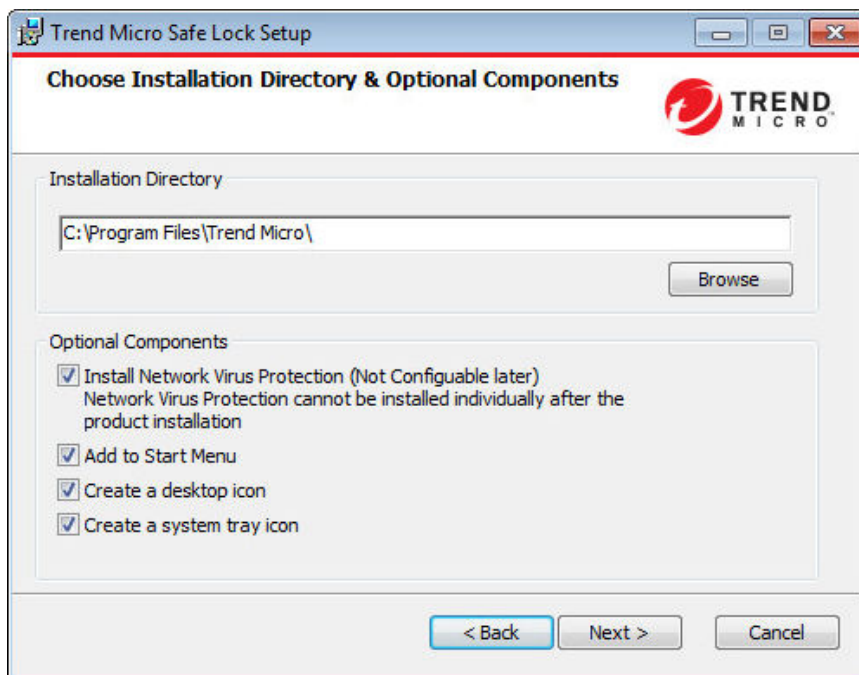 Trend Micro Safe Lock Setup
Choose Installation Directory & Optional Components
TREND
MICRO
Installation Directory
C:\Program Files\Trend Micro\
Browse
Optional Components
Install Network Virus Protection (Not Configuable later)
Network Virus Protection cannot be installed individually after the
product installation
Add to Start Menu
Create a desktop icon
Create a system tray icon
< Back Next > Cancel